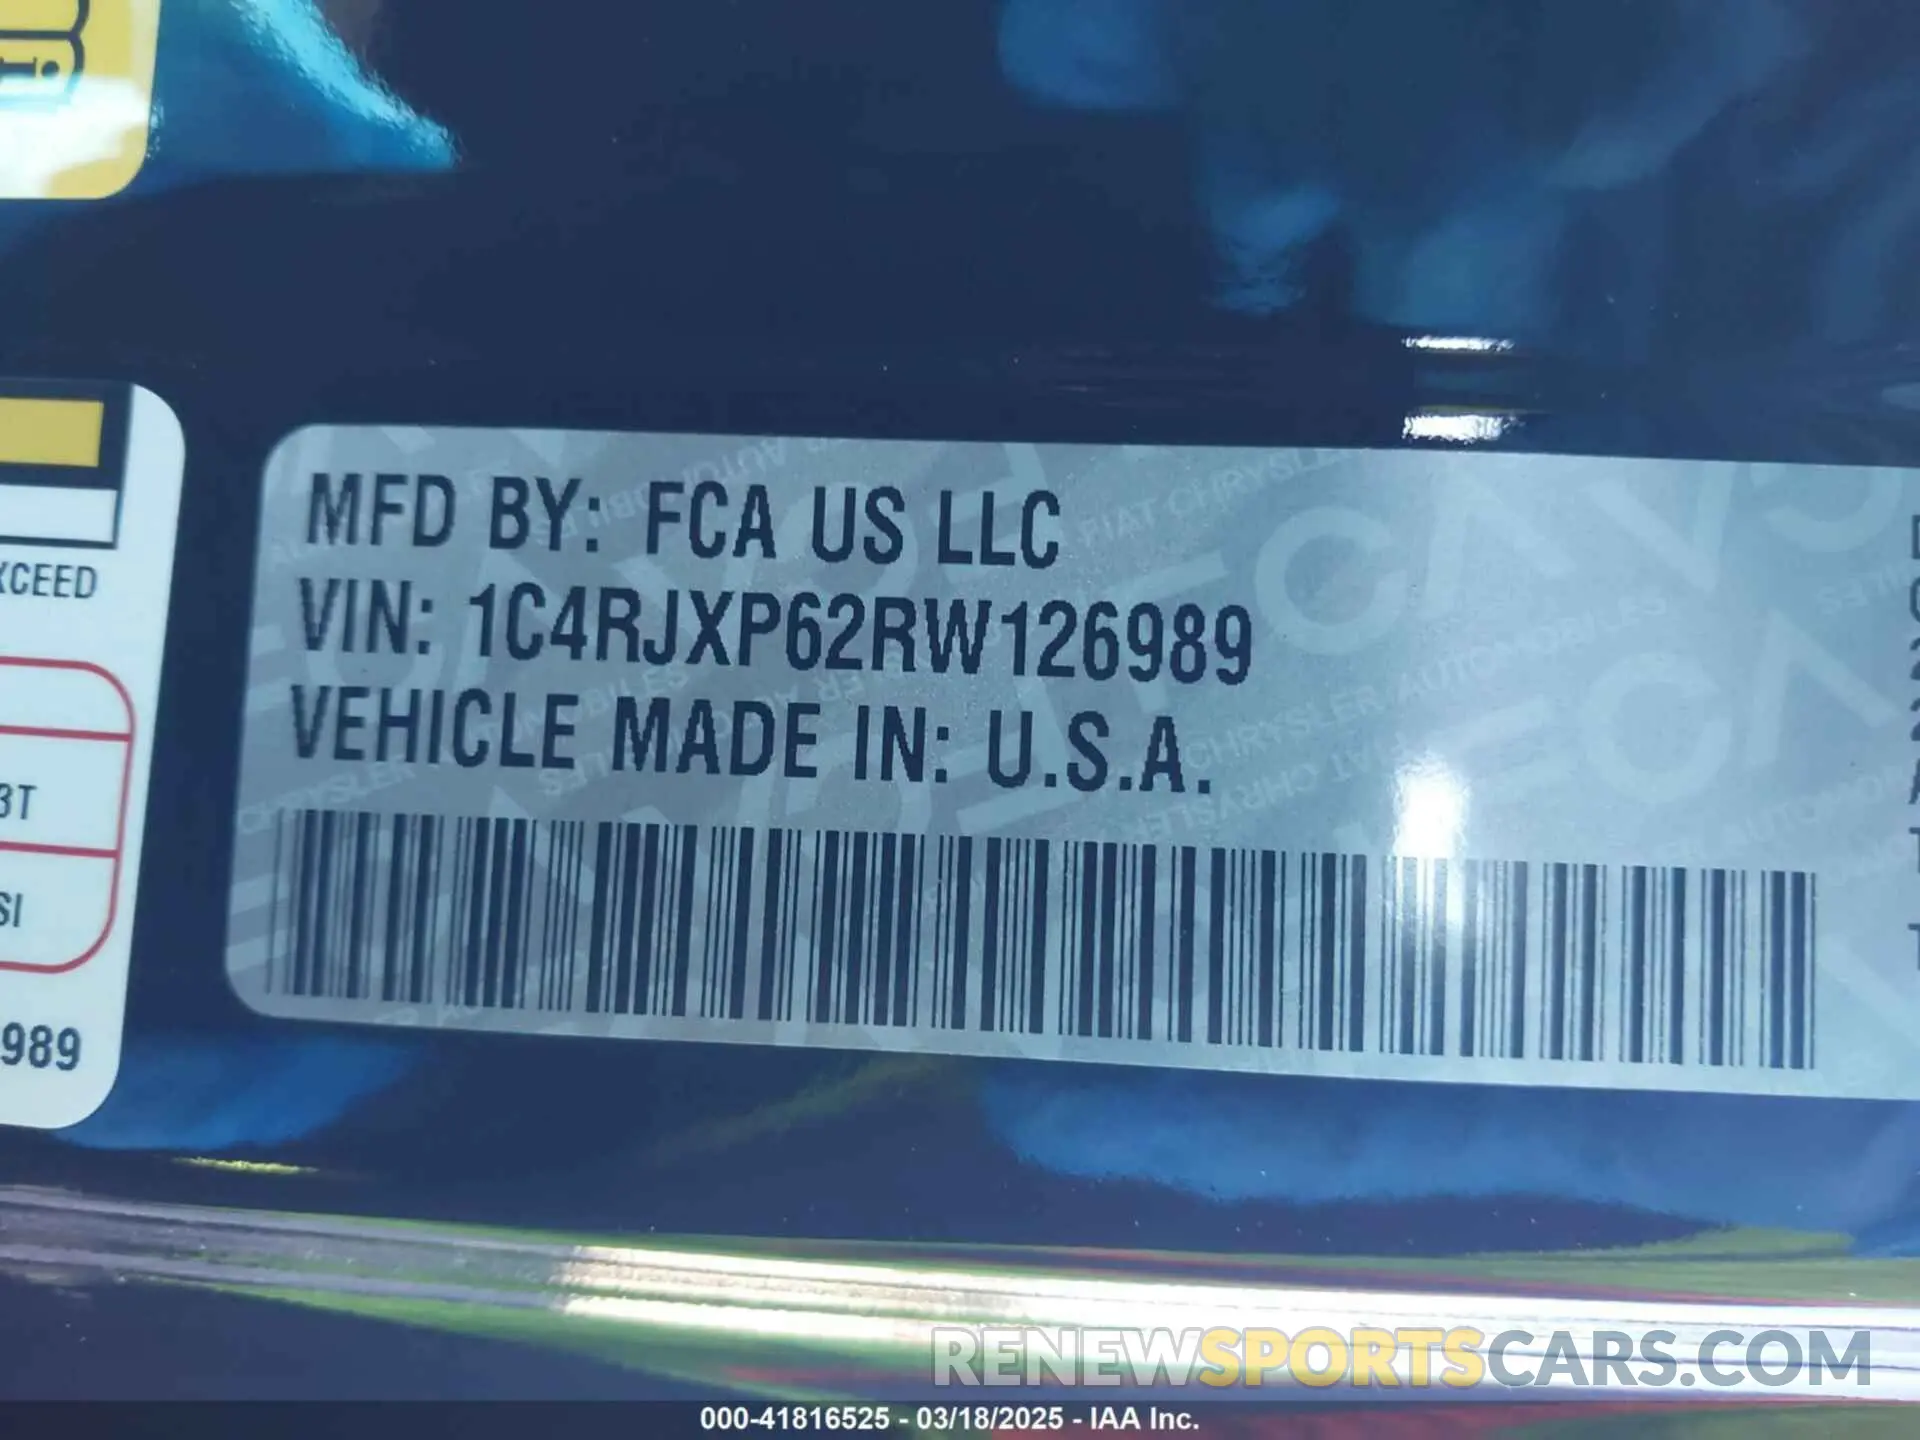 XCEED
3T
SI
989
MFD BY: FCA US LLC
VIN: 1C4RJXP62RW126989
VEHICLE MADE IN: U.S.A.
RENEWSPORTSCARS.COM
000-41816525 - 03/18/2025 - IAA Inc.